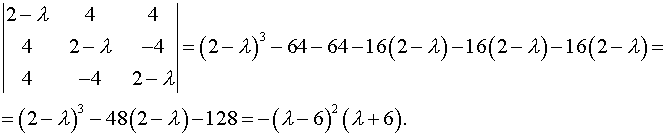 |2−λ 4 4|
|4 2−λ −4| = (2−λ)³ − 64 − 64 − 16(2−λ) − 16(2−λ) − 16(2−λ) =
|4 −4 2−λ|
= (2−λ)³ − 48(2−λ) − 128 = −(λ−6)²(λ+6).